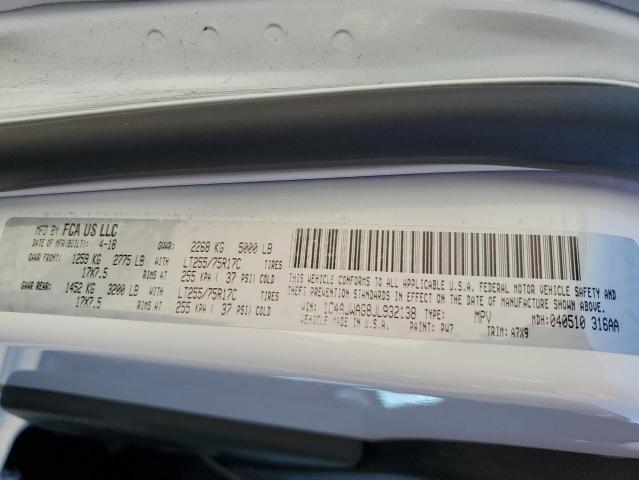 MFD BY FCA US LLC
DATE OF MFR(BUILT): 4-18 GVWR: 2268 KG 5000 LB
GAWR FRONT: 1259 KG 2775 LB WITH LT255/75R17C TIRES
17X7.5 RIMS AT 255 KPA ( 37 PSI) COLD
GAWR REAR: 1452 KG 3200 LB WITH LT255/75R17C TIRES
17X7.5 RIMS AT 255 KPA ( 37 PSI) COLD
THIS VEHICLE CONFORMS TO ALL APPLICABLE U.S.A. FEDERAL MOTOR VEHICLE SAFETY AND
THEFT PREVENTION STANDARDS IN EFFECT ON THE DATE OF MANUFACTURE SHOWN ABOVE.
VIN: 1C4AJWAG8JL932138 TYPE: MPV MDH: 040510 316AA
VEHICLE MADE IN U.S.A. PAINT: PW7 TRIM: A7X9